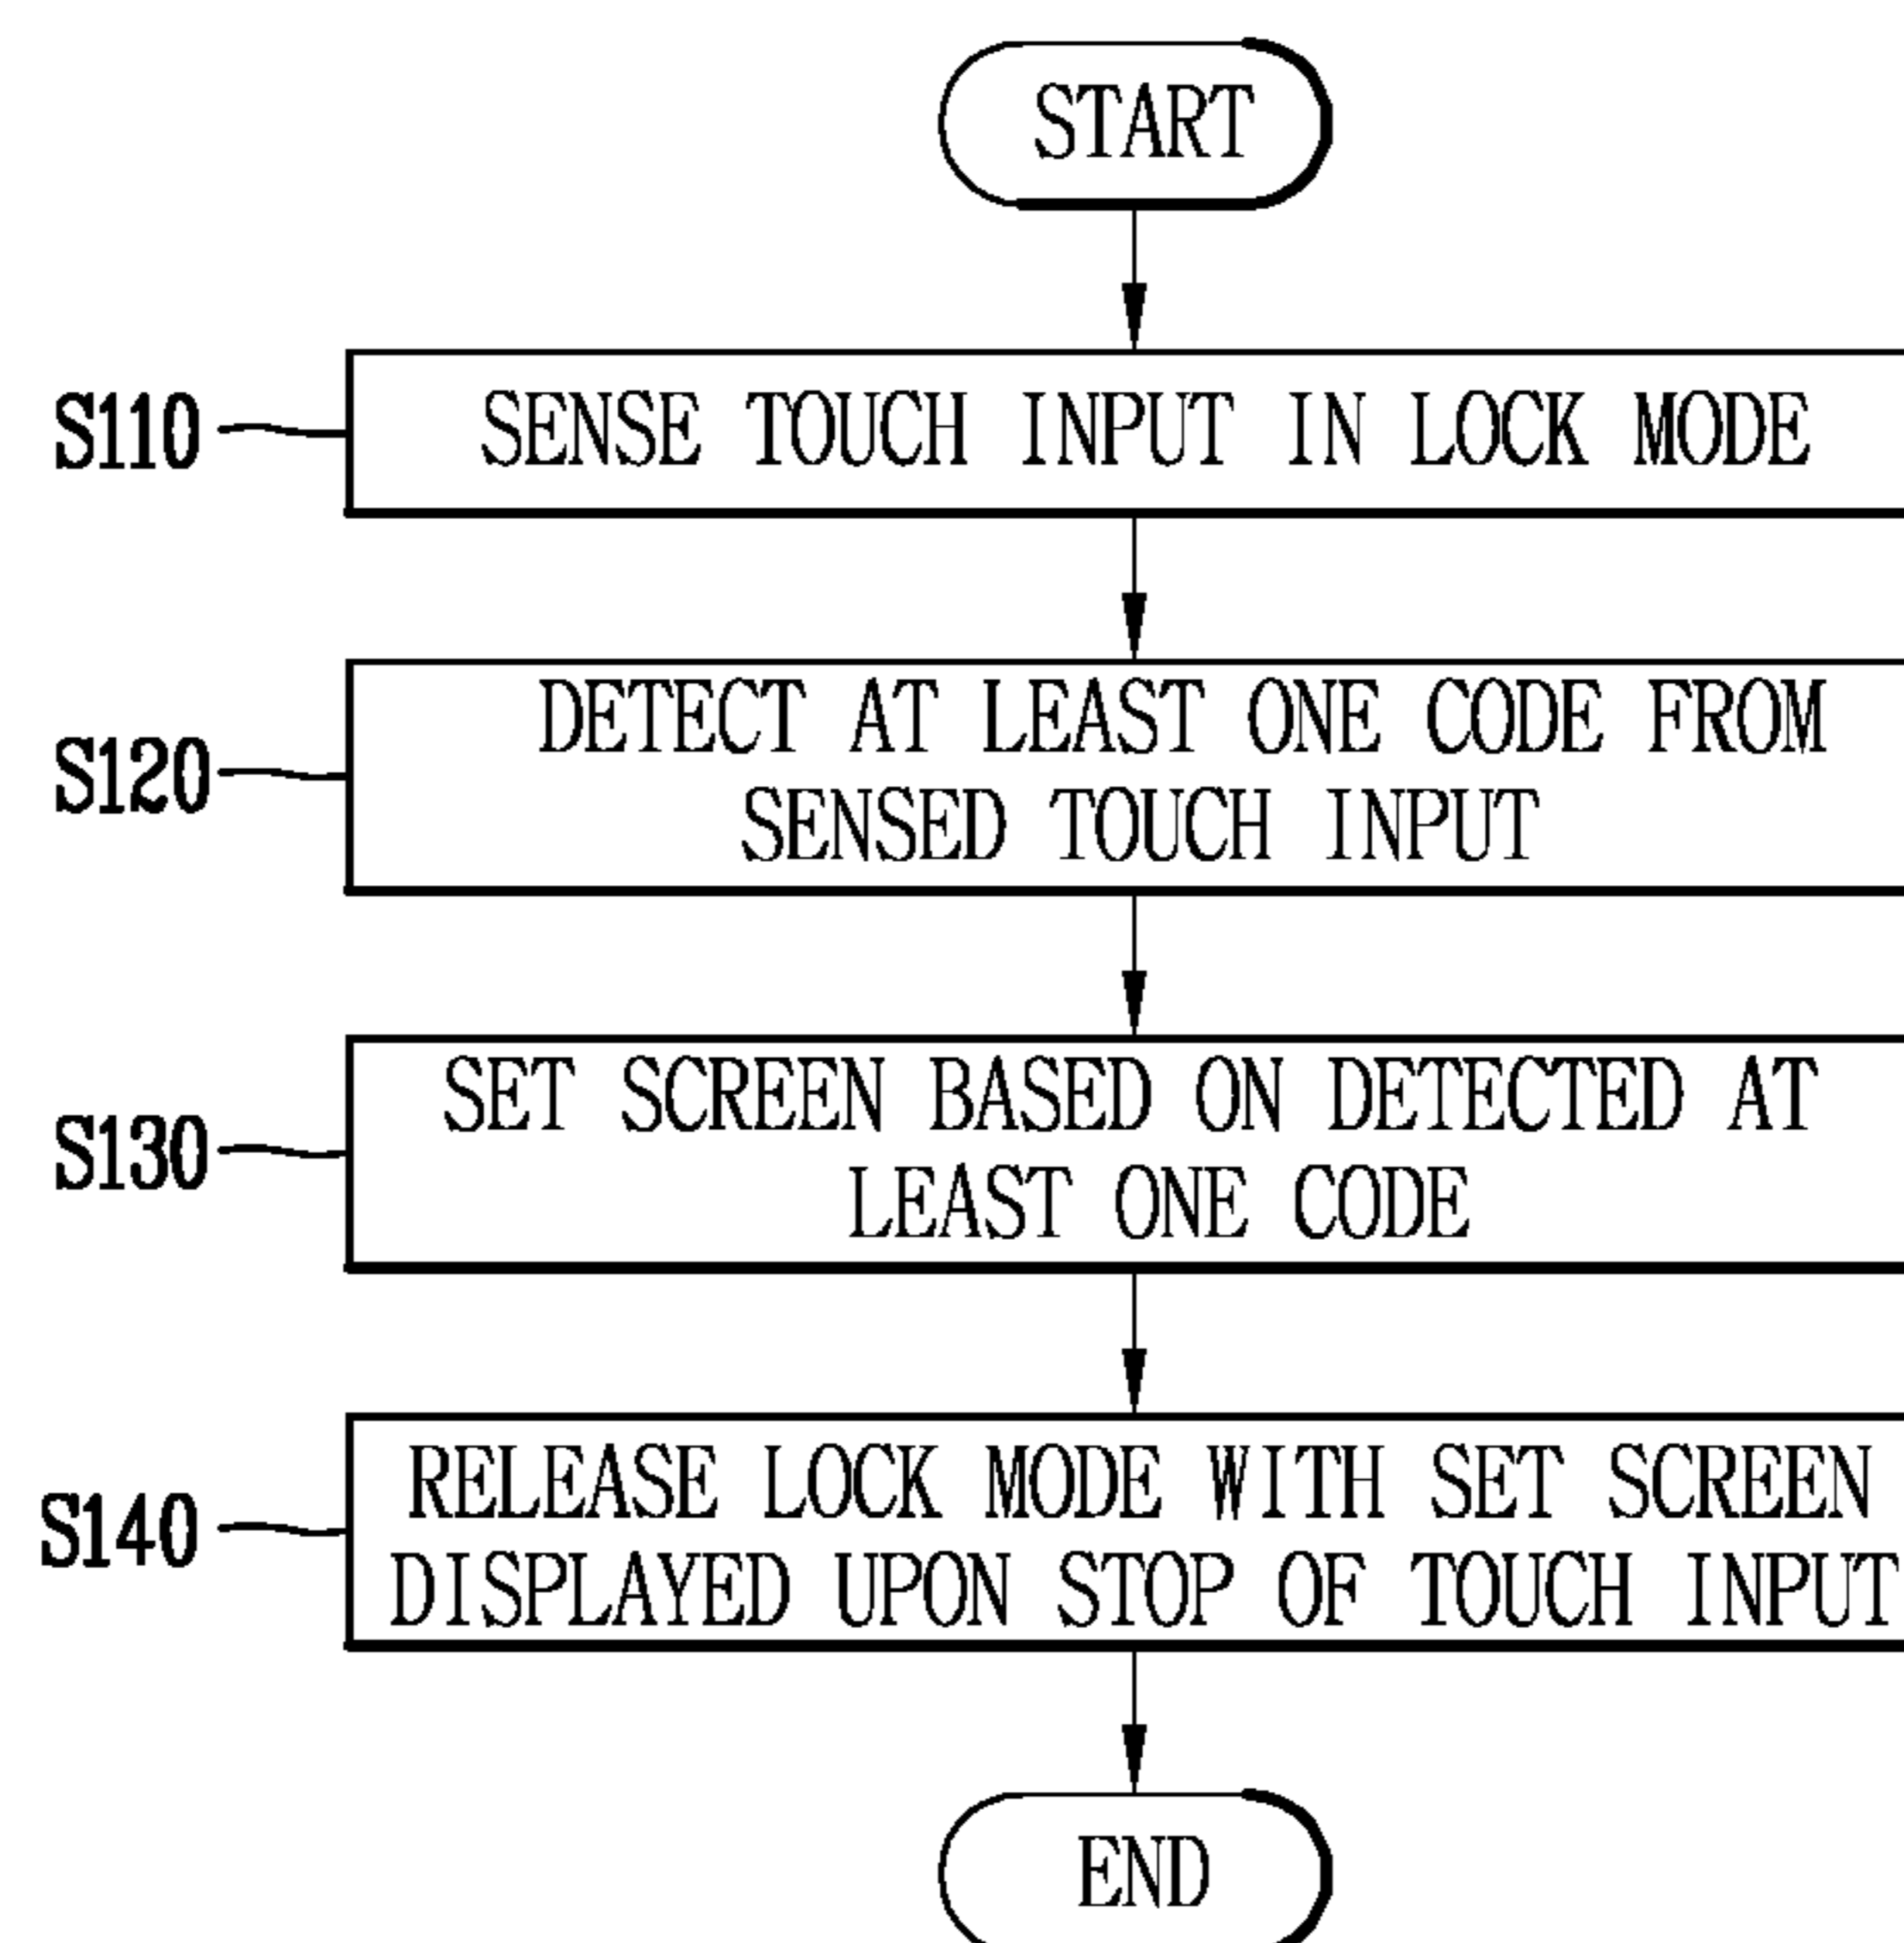 START
S110
SENSE TOUCH INPUT IN LOCK MODE
S120
DETECT AT LEAST ONE CODE FROM
SENSED TOUCH INPUT
S130
SET SCREEN BASED ON DETECTED AT
LEAST ONE CODE
S140
RELEASE LOCK MODE WITH SET SCREEN
DISPLAYED UPON STOP OF TOUCH INPUT
END